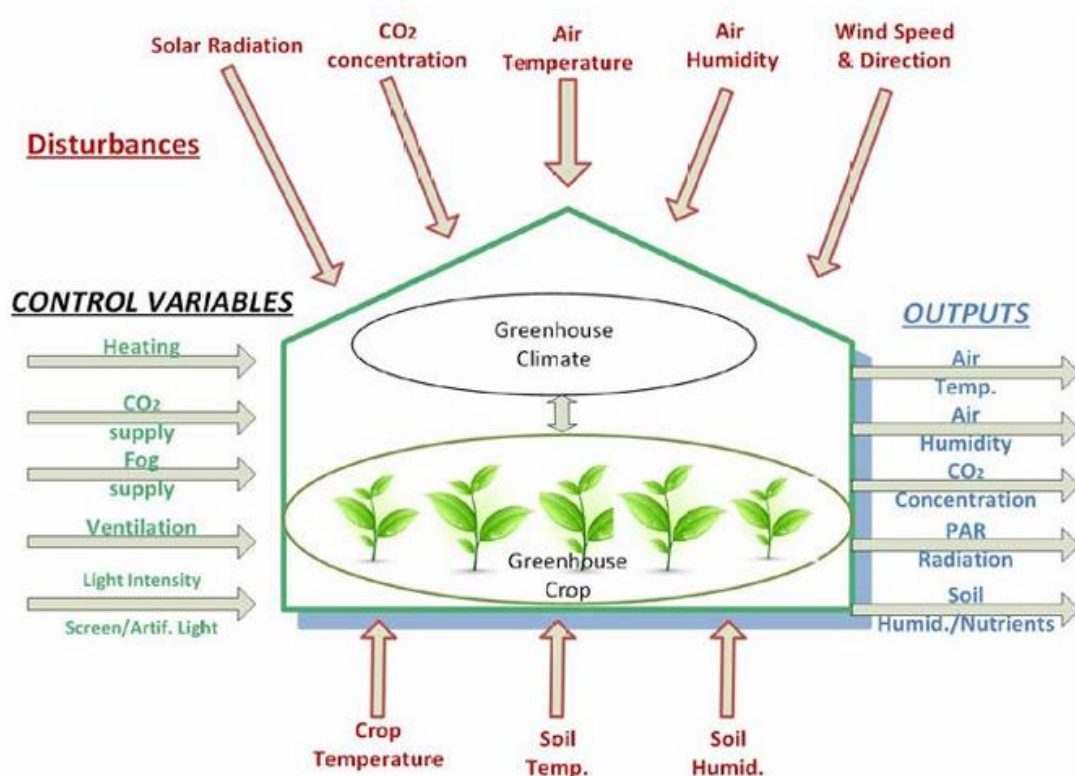 Solar Radiation
CO₂
concentration
Air
Temperature
Air
Humidity
Wind Speed
& Direction
Disturbances
CONTROL VARIABLES
Heating
CO₂
supply
Fog
supply
Ventilation
Light Intensity
Screen/Artif. Light
Greenhouse
Climate
Greenhouse
Crop
OUTPUTS
Air
Temp.
Air
Humidity
CO₂
Concentration
PAR
Radiation
Soil
Humid./Nutrients
Crop
Temperature
Soil
Temp.
Soil
Humid.